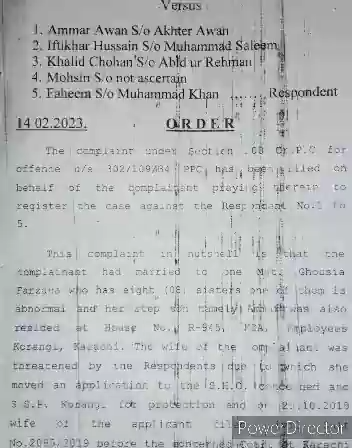 Versus
1. Ammar Awan S/o Akhter Awan
2. Iftikhar Hussain S/o Muhammad Saleem
3. Khalid Chohan S/o Abid ur Rehman
4. Mohsin S/o not ascertain
5. Faheem S/o Muhammad Khan ....... Respondent
14.02.2023. O R D E R
The complaint under Section Cr.P.C for
offence u/s 302/109/34 PPC has been filed on
behalf of the complainant praying therein to
register the case against the Respondent No.1 to
5.
This complaint in nutshell is that the
complainant had married to one Mst. Ghousia
Farzana who has eight (08) sisters one of them is
abnormal and her step son namely was also
resided at House No. R-945, Employees
Korangi, Karachi. The wife of the complainant was
threatened by the Respondents due to which she
moved an application to the S.H.O. concerned and
S.S.P. Korangi for protection and on 10.2018
wife of the applicant
before the concerned Court at Karachi
PowerDirector